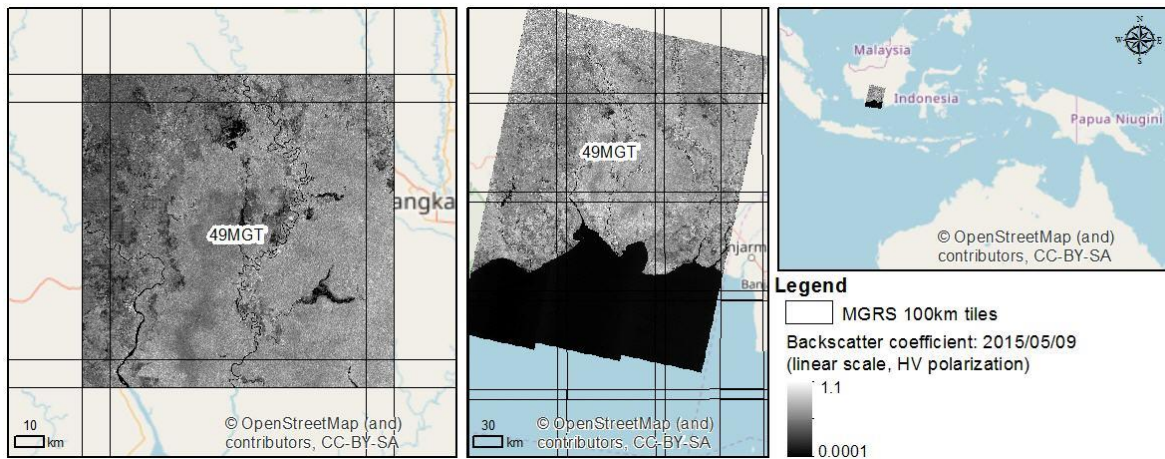 49MGT
angka
10
km
© OpenStreetMap (and)
contributors, CC-BY-SA
49MGT
njarm
Banj
30
km
© OpenStreetMap (and)
contributors, CC-BY-SA
N
W E
S
Malaysia
Indonesia
Papua Niugini
© OpenStreetMap (and)
contributors, CC-BY-SA
Legend
MGRS 100km tiles
Backscatter coefficient: 2015/05/09
(linear scale, HV polarization)
1.1
0.0001